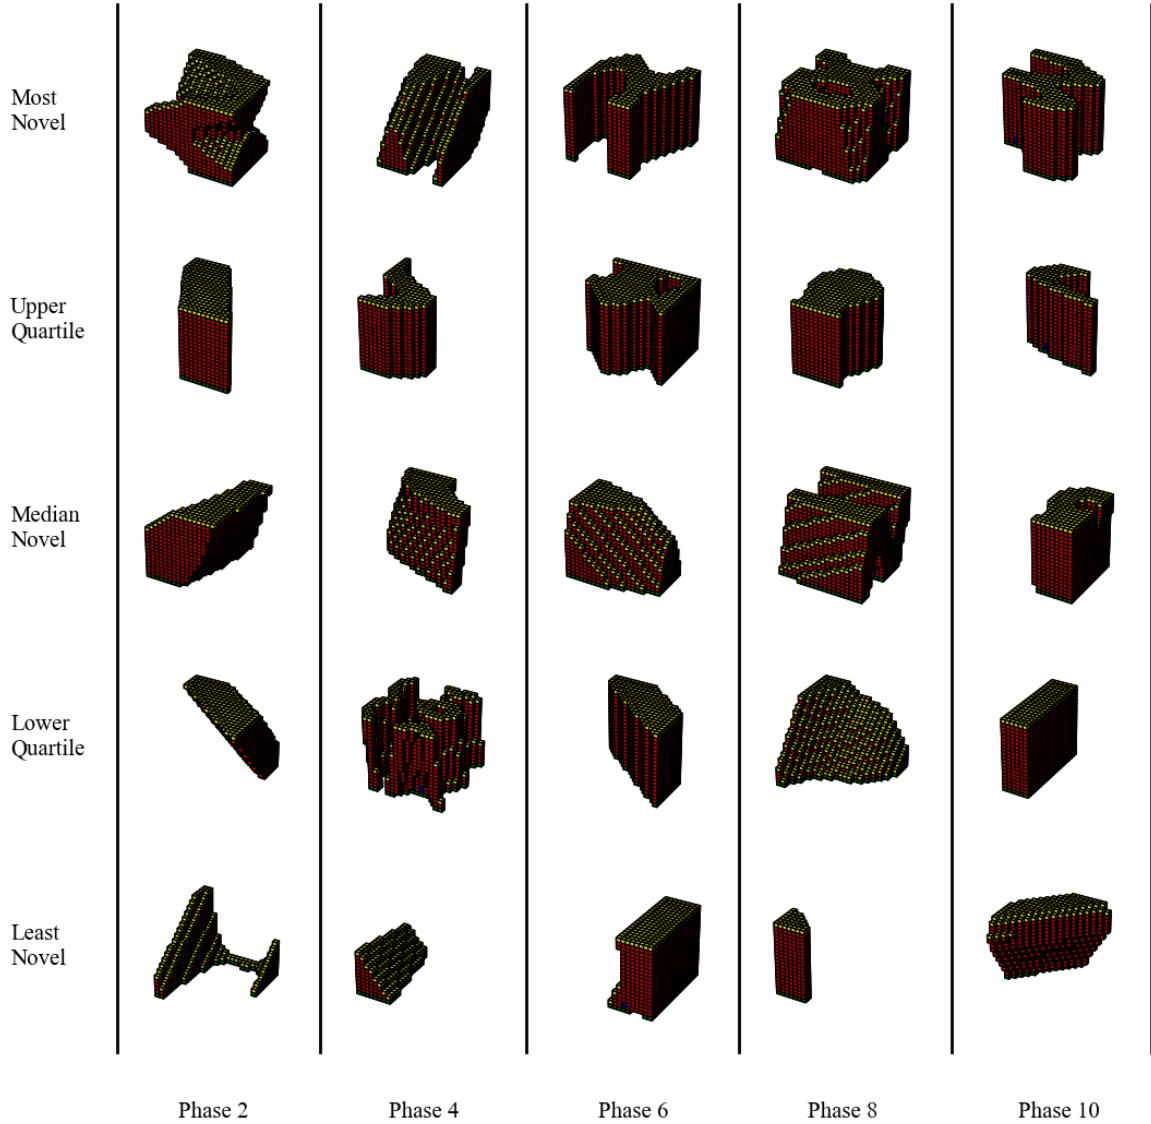 Most
Novel
Upper
Quartile
Median
Novel
Lower
Quartile
Least
Novel
Phase 2
Phase 4
Phase 6
Phase 8
Phase 10